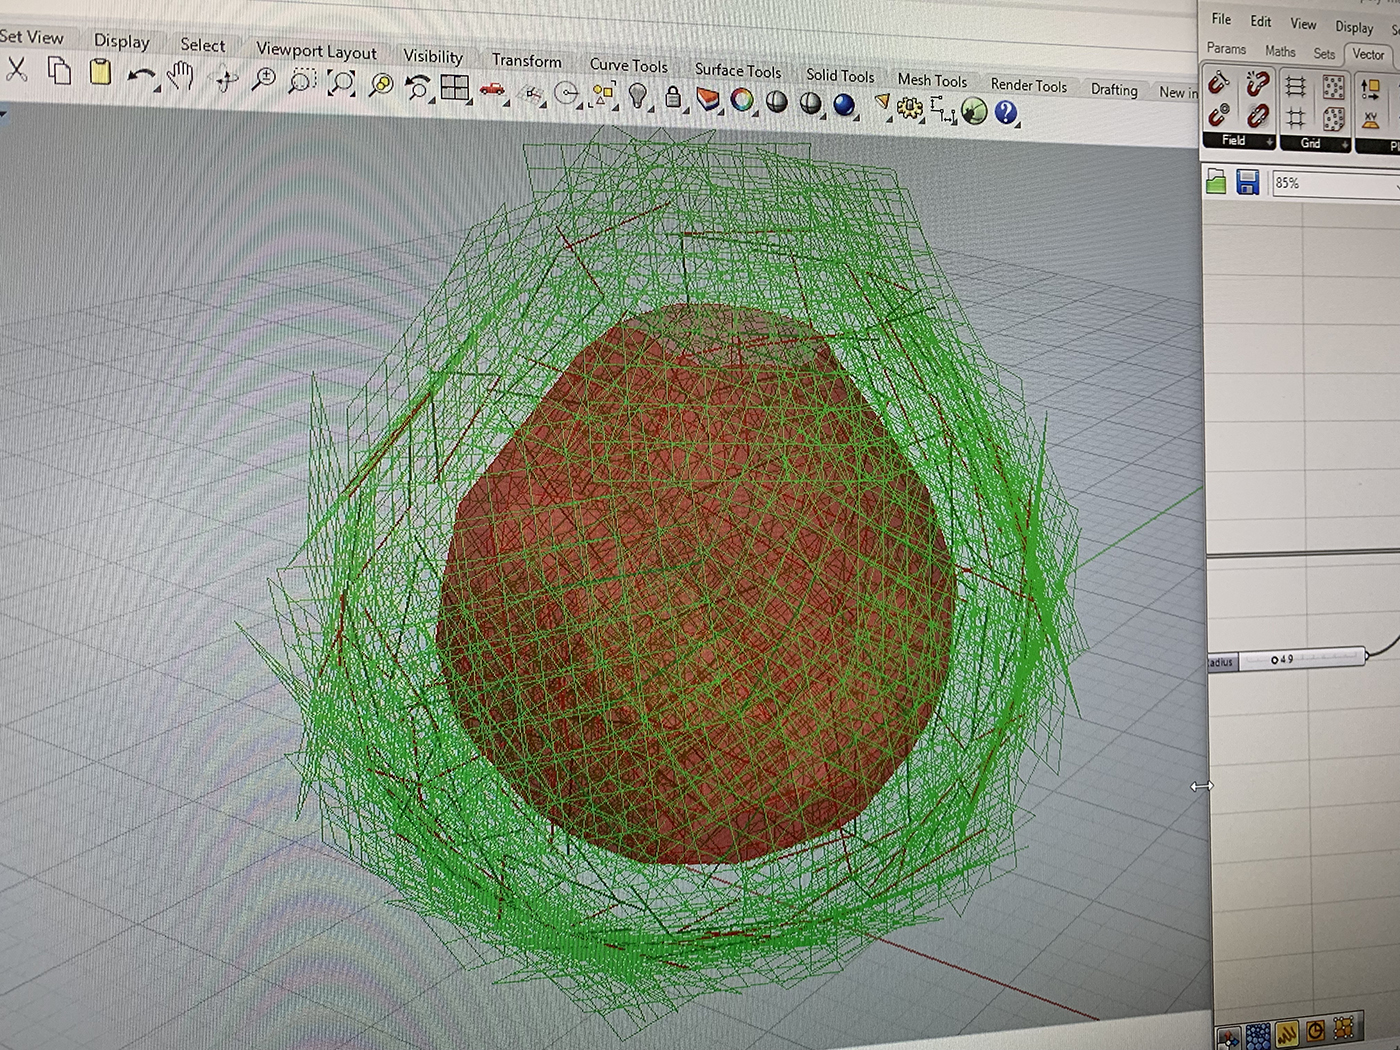 Set View Display Select Viewport Layout Visibility Transform Curve Tools Surface Tools Solid Tools Mesh Tools Render Tools Drafting New in
File Edit View Display
Params Maths Sets Vector
Field Grid
XY
85%
adius 49